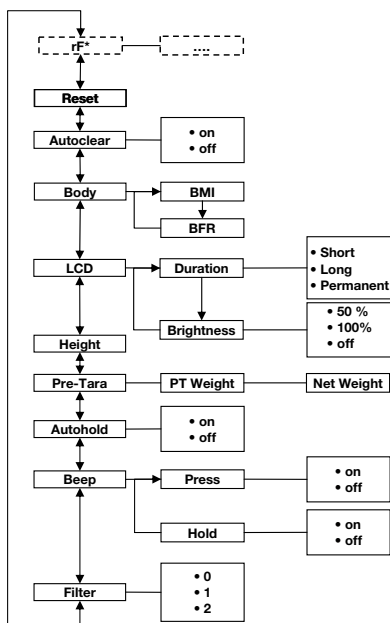 rF*
....
Reset
Autoclear
• on
• off
Body
BMI
BFR
LCD
Duration
• Short
• Long
• Permanent
Brightness
• 50 %
• 100%
• off
Height
Pre-Tara
PT Weight
Net Weight
Autohold
• on
• off
Beep
Press
• on
• off
Hold
• on
• off
Filter
• 0
• 1
• 2